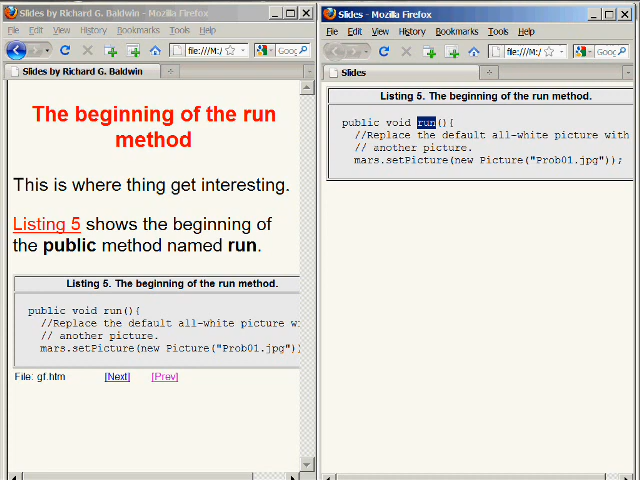 Slides by Richard G. Baldwin - Mozilla Firefox
File Edit View History Bookmarks Tools Help
file:///M:/
Goog
Slides by Richard G. Baldwin
The beginning of the run
method
This is where thing get interesting.
Listing 5 shows the beginning of
the public method named run.
Listing 5. The beginning of the run method.
public void run(){
//Replace the default all-white picture wi
// another picture.
mars.setPicture(new Picture("Prob01.jpg"))
File: gf.htm [Next] [Prev]
Slides - Mozilla Firefox
File Edit View History Bookmarks Tools Help
file:///M:/
Goo
Slides
Listing 5. The beginning of the run method.
public void run(){
//Replace the default all-white picture with
// another picture.
mars.setPicture(new Picture("Prob01.jpg"));